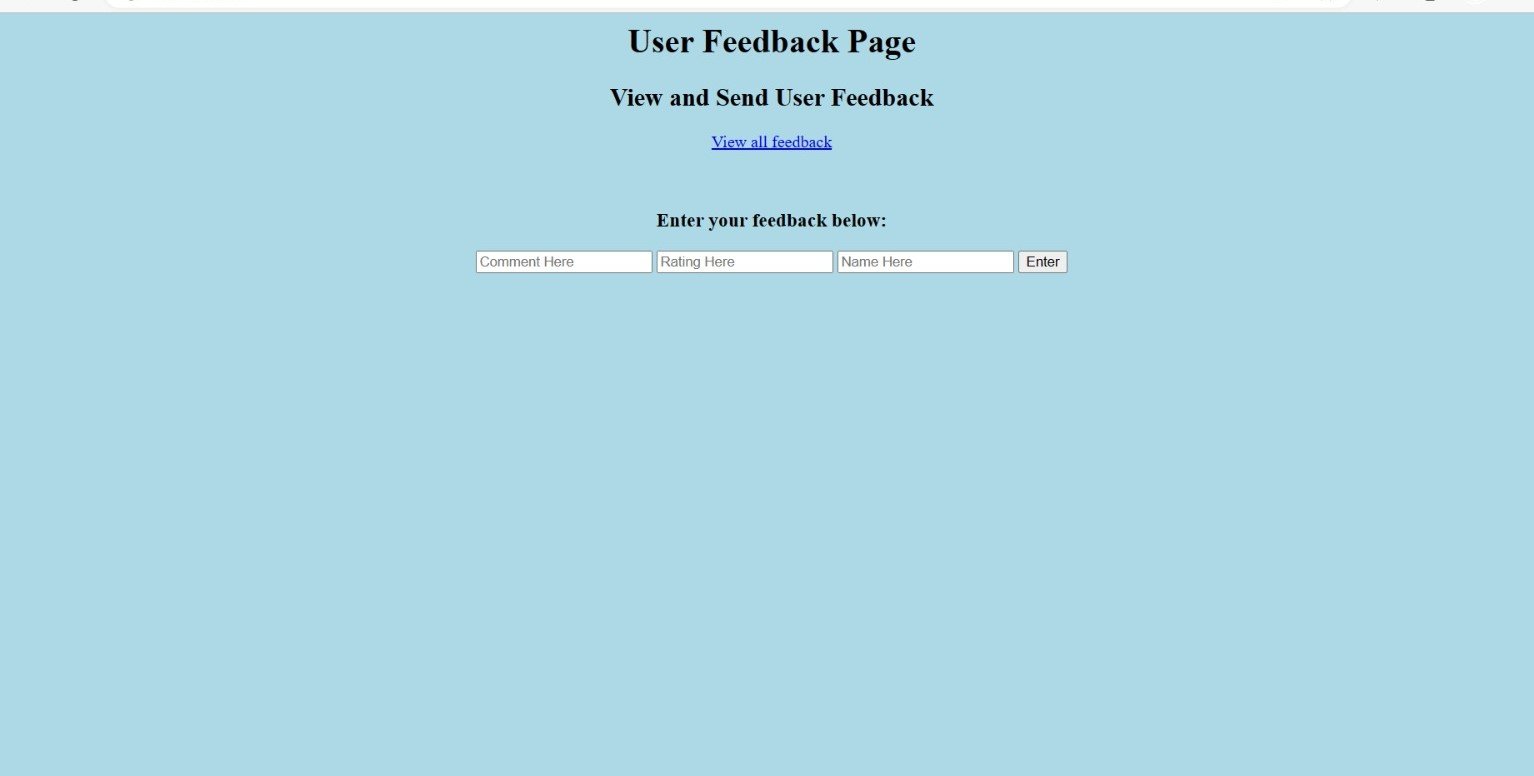 User Feedback Page
View and Send User Feedback
View all feedback
Enter your feedback below:
Comment Here Rating Here Name Here Enter